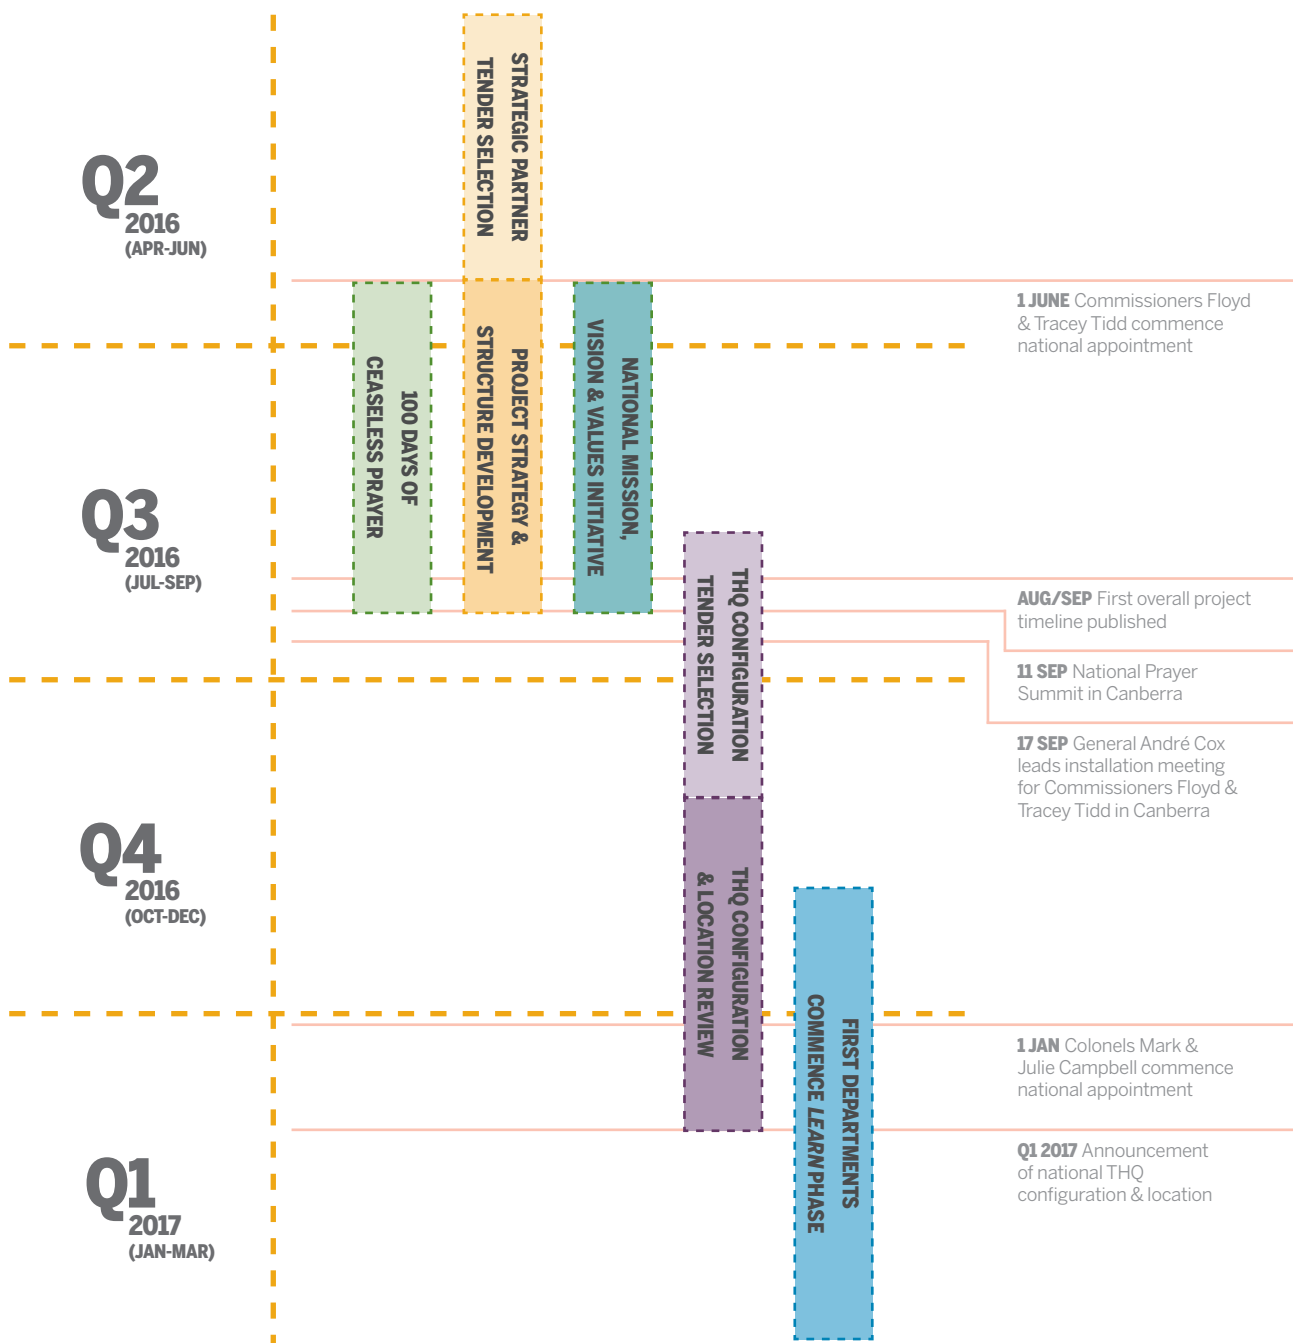 STRATEGIC PARTNER
TENDER SELECTION
Q2
2016
(APR-JUN)
1 JUNE Commissioners Floyd
& Tracey Tidd commence
national appointment
100 DAYS OF
CEASELESS PRAYER
PROJECT STRATEGY &
STRUCTURE DEVELOPMENT
NATIONAL MISSION,
VISION & VALUES INITIATIVE
Q3
2016
(JUL-SEP)
THQ CONFIGURATION
TENDER SELECTION
AUG/SEP First overall project
timeline published
11 SEP National Prayer
Summit in Canberra
17 SEP General André Cox
leads installation meeting
for Commissioners Floyd &
Tracey Tidd in Canberra
Q4
2016
(OCT-DEC)
THQ CONFIGURATION
& LOCATION REVIEW
FIRST DEPARTMENTS
COMMENCE LEARN PHASE
1 JAN Colonels Mark &
Julie Campbell commence
national appointment
Q1
2017
(JAN-MAR)
Q1 2017 Announcement
of national THQ
configuration & location